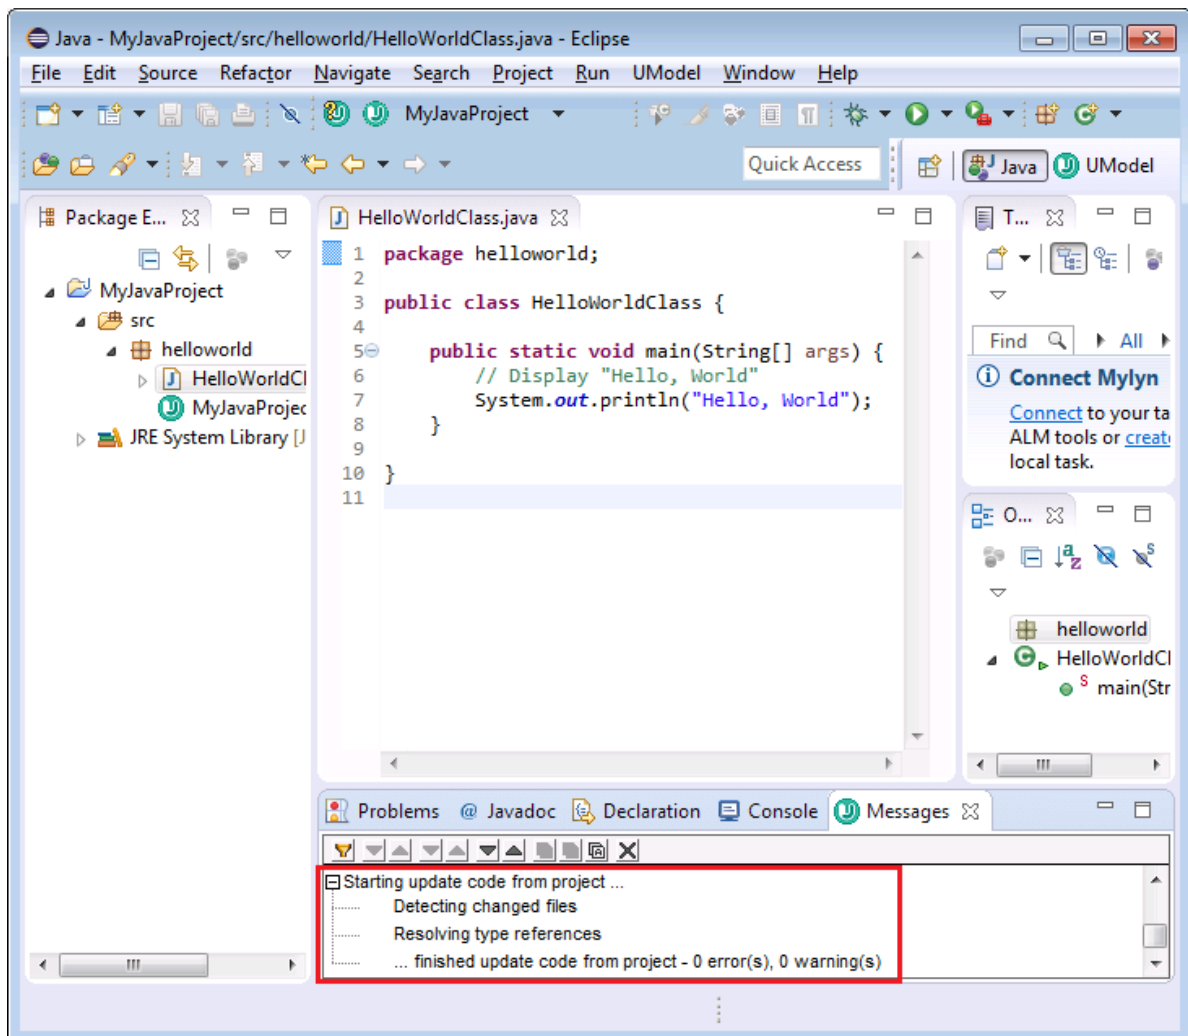 Java - MyJavaProject/src/helloworld/HelloWorldClass.java - Eclipse
File Edit Source Refactor Navigate Search Project Run UModel Window Help
MyJavaProject
Quick Access
Java
UModel
Package E...
MyJavaProject
src
helloworld
HelloWorldCl
MyJavaProjec
JRE System Library [J
HelloWorldClass.java
1 package helloworld;
2
3 public class HelloWorldClass {
4
5 public static void main(String[] args) {
6 // Display "Hello, World"
7 System.out.println("Hello, World");
8 }
9
10 }
11
T...
Find
All
Connect Mylyn
Connect to your ta
ALM tools or create
local task.
O...
helloworld
HelloWorldCl
main(Str
Problems @ Javadoc Declaration Console Messages
Starting update code from project ...
Detecting changed files
Resolving type references
... finished update code from project - 0 error(s), 0 warning(s)